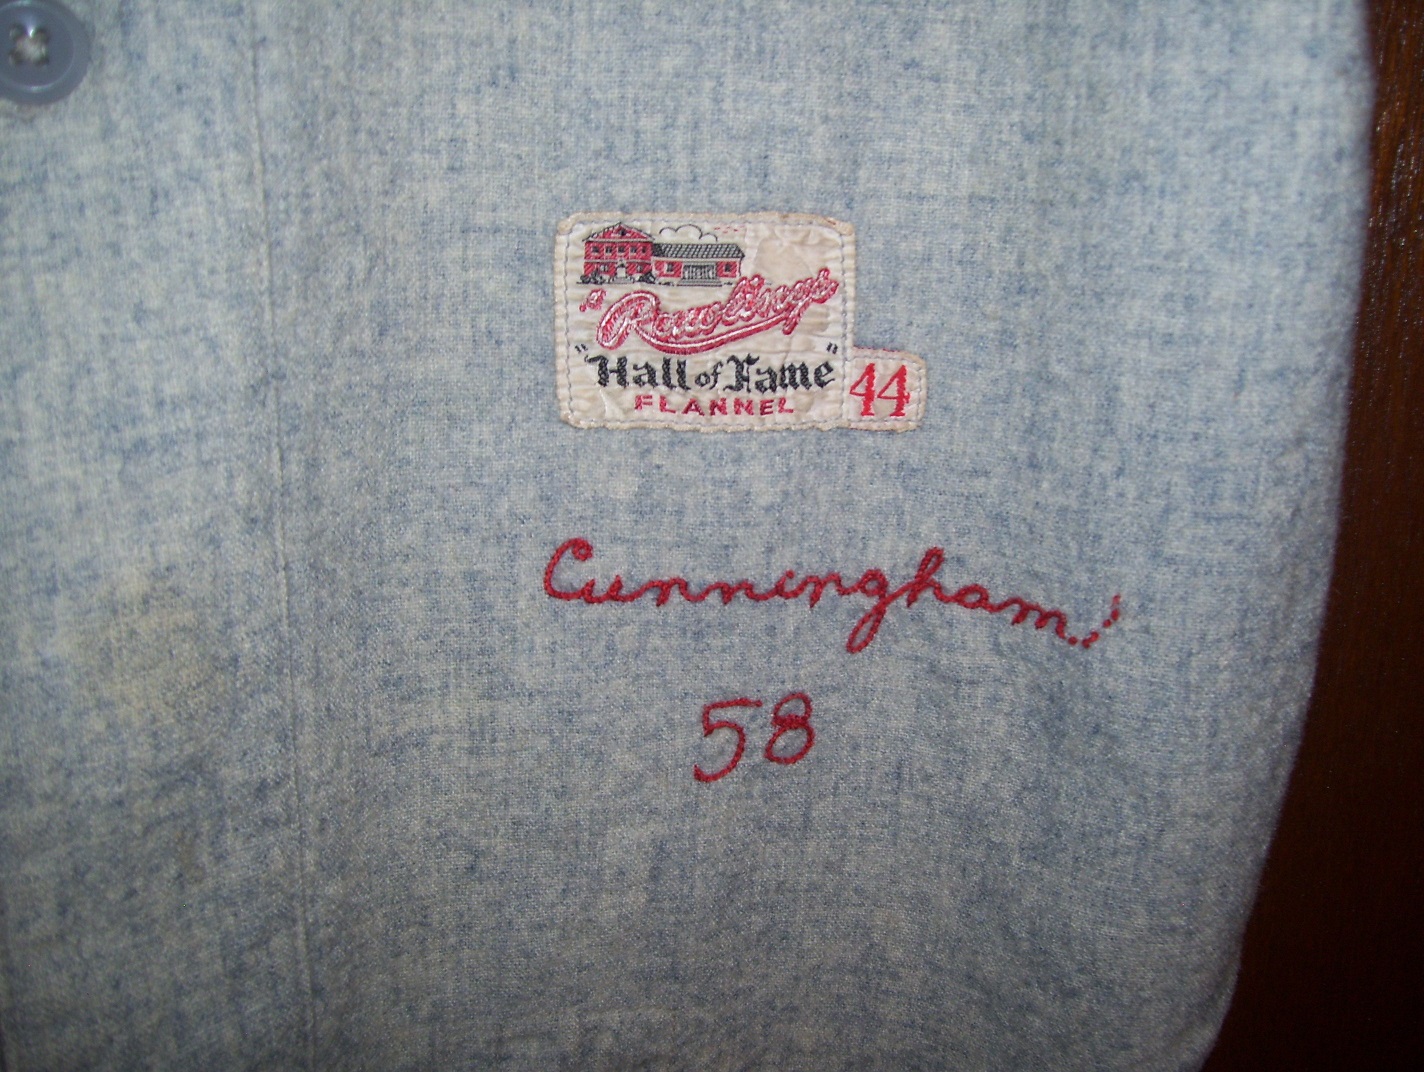 "Rawlings"
"Hall of Fame"
FLANNEL
44
Cunningham
58